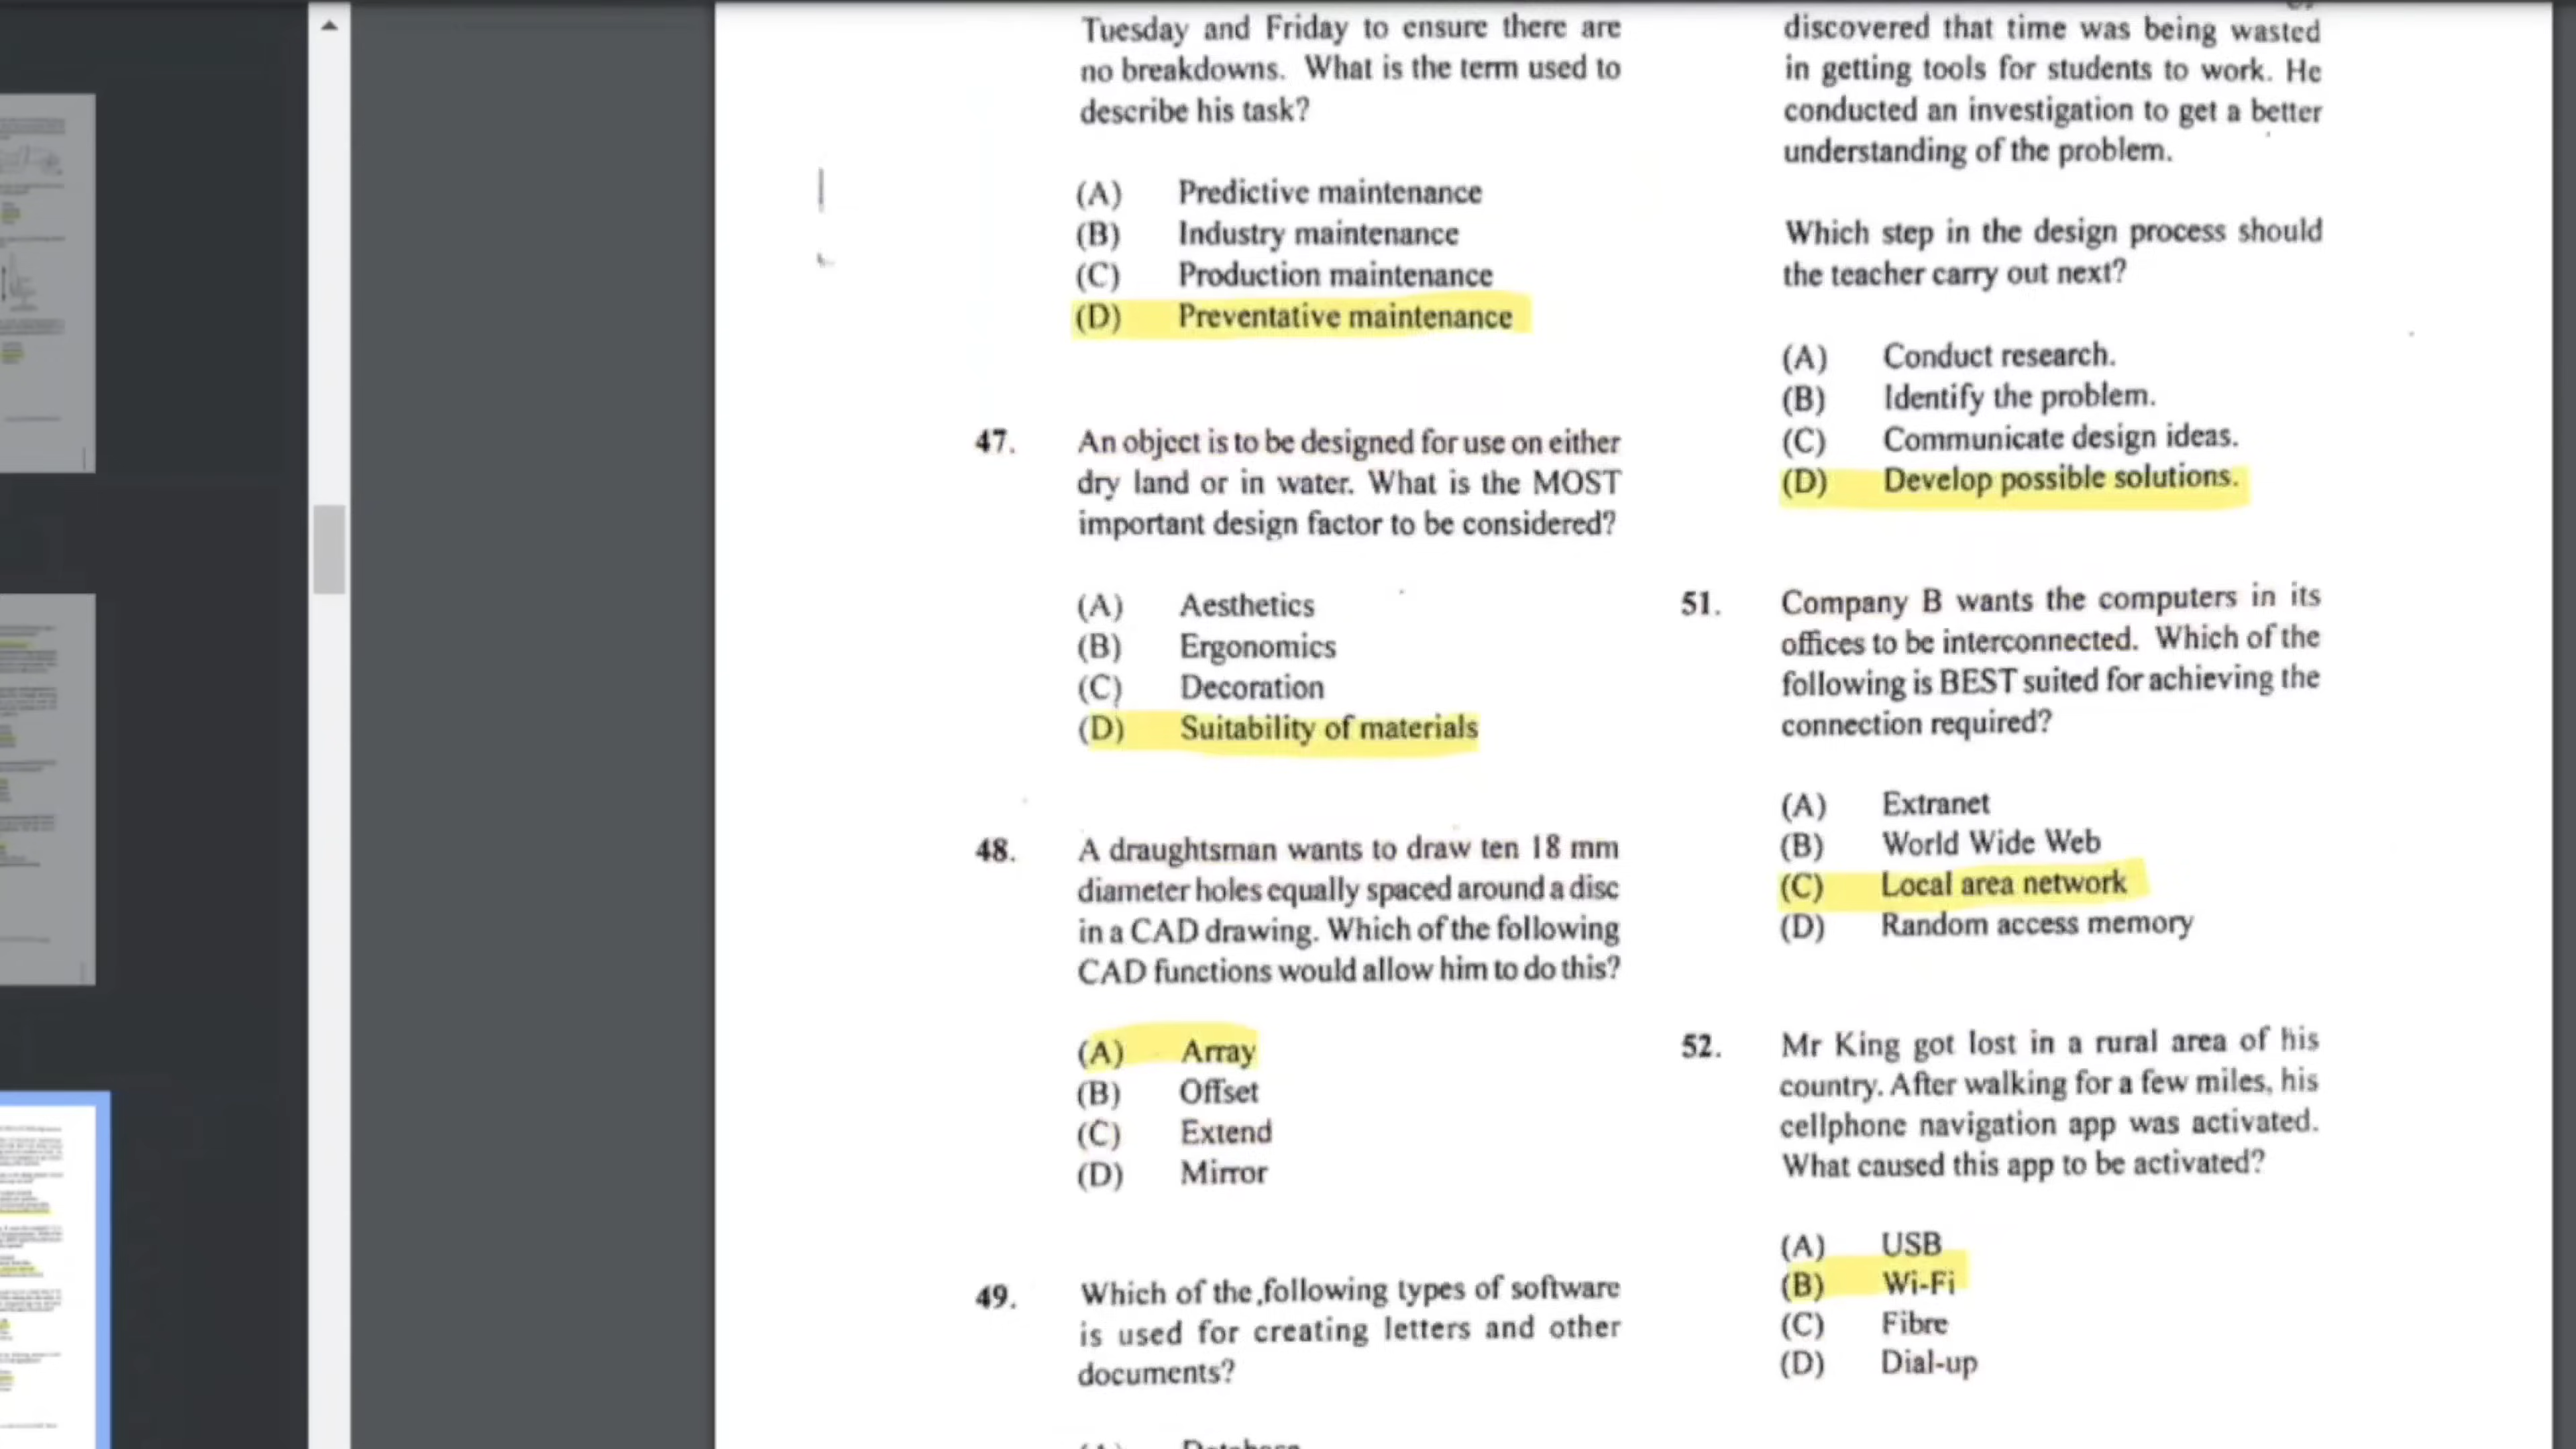 Tuesday and Friday to ensure there are
no breakdowns. What is the term used to
describe his task?
(A) Predictive maintenance
(B) Industry maintenance
(C) Production maintenance
(D) Preventative maintenance
47. An object is to be designed for use on either
dry land or in water. What is the MOST
important design factor to be considered?
(A) Aesthetics
(B) Ergonomics
(C) Decoration
(D) Suitability of materials
48. A draughtsman wants to draw ten 18 mm
diameter holes equally spaced around a disc
in a CAD drawing. Which of the following
CAD functions would allow him to do this?
(A) Array
(B) Offset
(C) Extend
(D) Mirror
49. Which of the following types of software
is used for creating letters and other
documents?
discovered that time was being wasted
in getting tools for students to work. He
conducted an investigation to get a better
understanding of the problem.
Which step in the design process should
the teacher carry out next?
(A) Conduct research.
(B) Identify the problem.
(C) Communicate design ideas.
(D) Develop possible solutions.
51. Company B wants the computers in its
offices to be interconnected. Which of the
following is BEST suited for achieving the
connection required?
(A) Extranet
(B) World Wide Web
(C) Local area network
(D) Random access memory
52. Mr King got lost in a rural area of his
country. After walking for a few miles, his
cellphone navigation app was activated.
What caused this app to be activated?
(A) USB
(B) Wi-Fi
(C) Fibre
(D) Dial-up